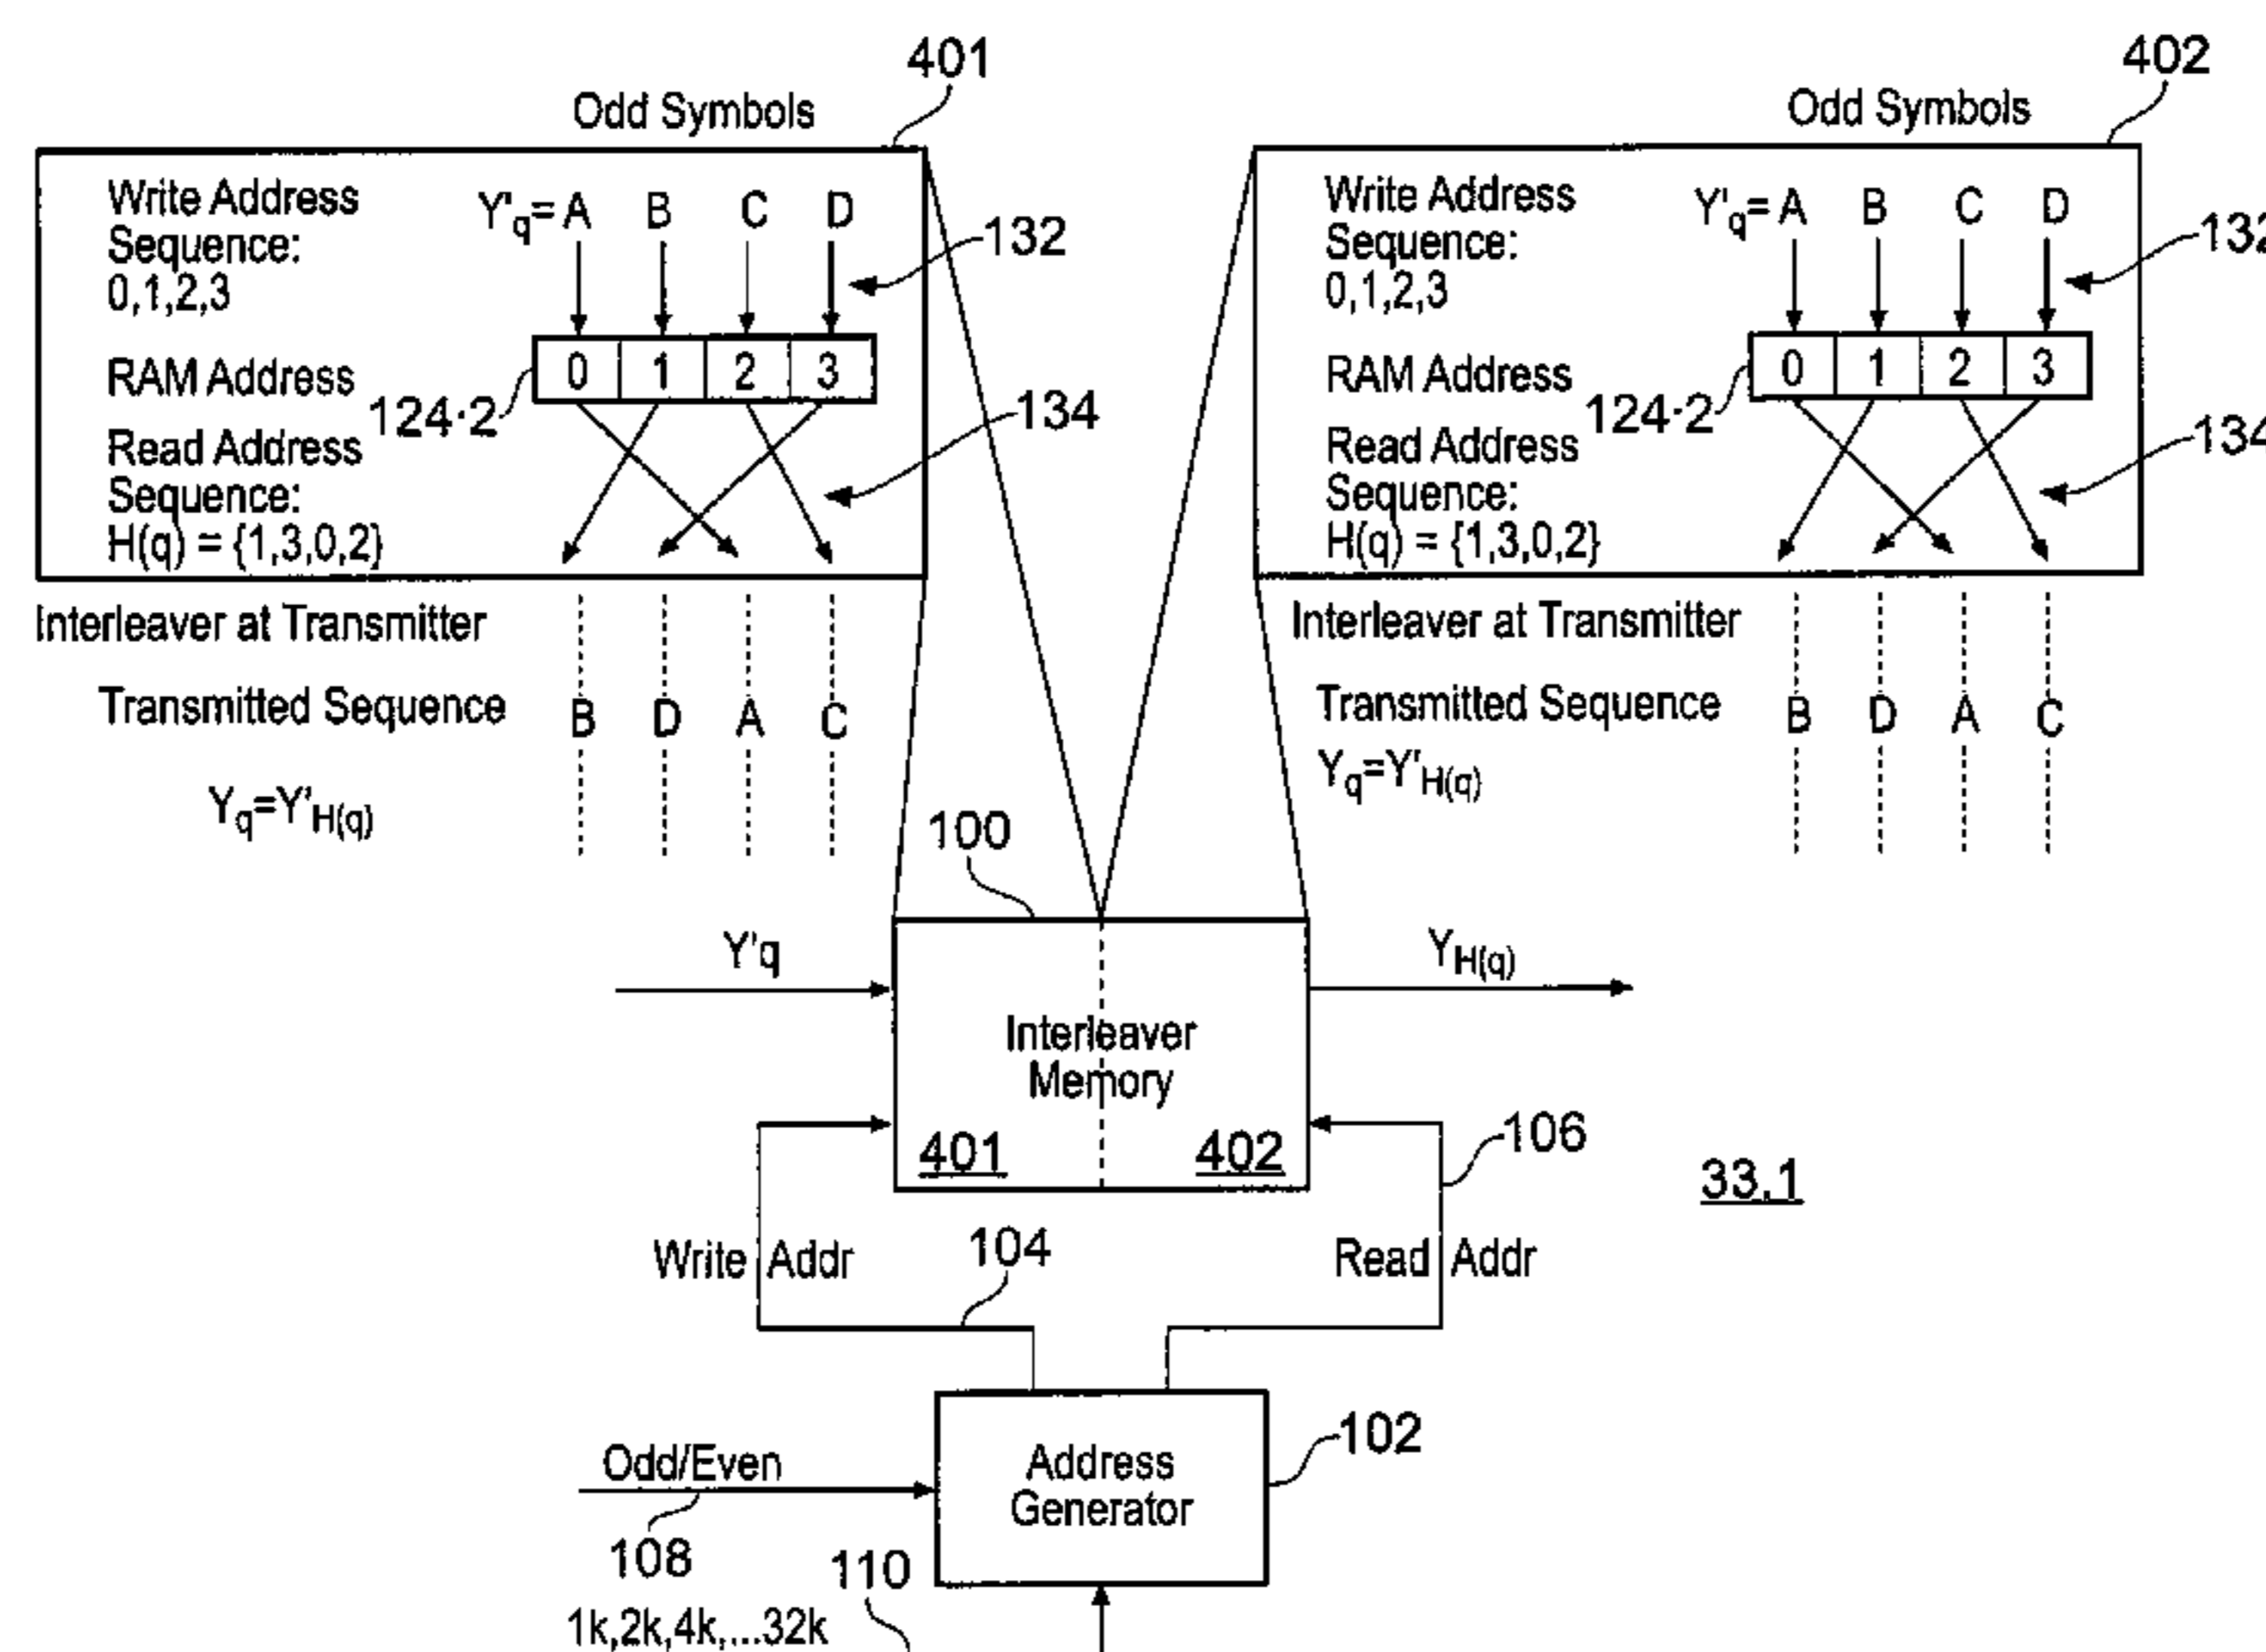 401
Odd Symbols
Write Address
Sequence:
0,1,2,3
Y'q= A B C D
132
RAM Address
0 1 2 3
124·2
134
Read Address
Sequence:
H(q) = {1,3,0,2}
Interleaver at Transmitter
Transmitted Sequence
B D A C
Yq=Y'H(q)
402
Odd Symbols
Write Address
Sequence:
0,1,2,3
Y'q= A B C D
132
RAM Address
0 1 2 3
124·2
134
Read Address
Sequence:
H(q) = {1,3,0,2}
Interleaver at Transmitter
Transmitted Sequence
B D A C
Yq=Y'H(q)
100
Y'q
YH(q)
Interleaver
Memory
401 402
106
33.1
Write Addr
104
Read Addr
Odd/Even
108
Address
Generator
102
110
1k,2k,4k,...32k